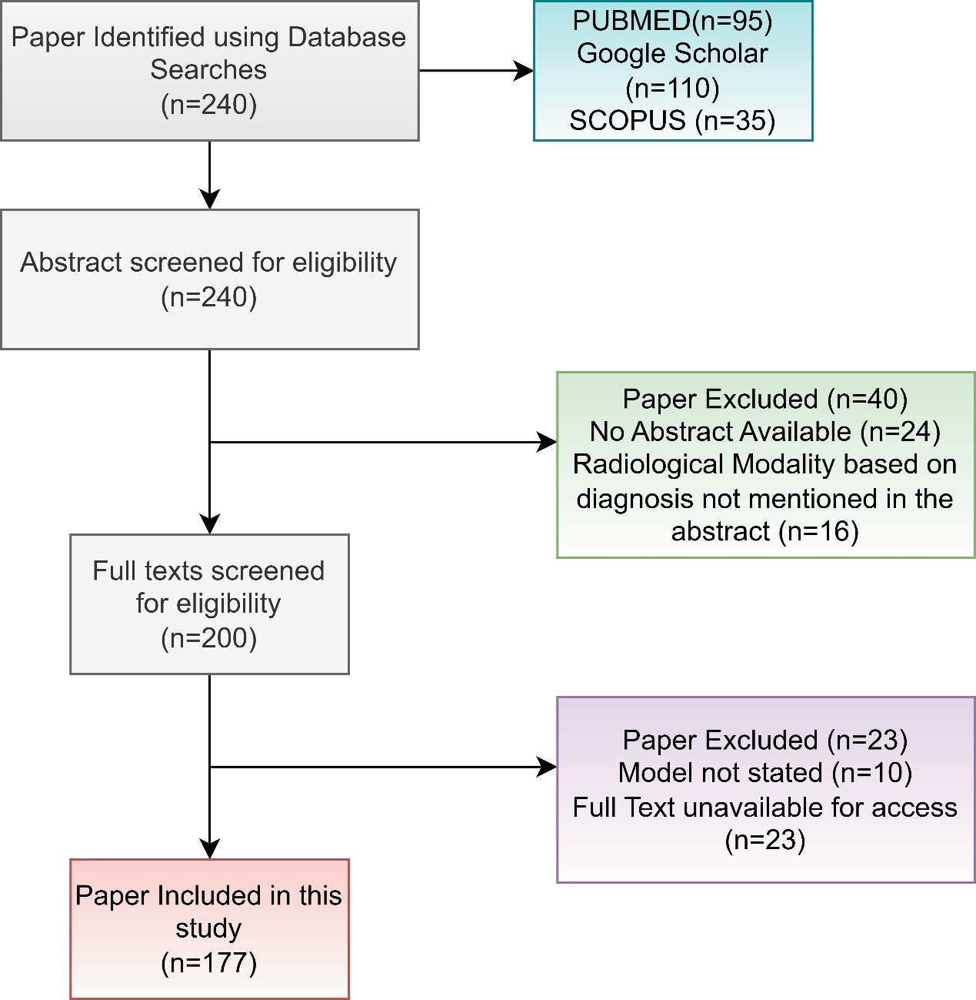 Paper Identified using Database
Searches
(n=240)
PUBMED(n=95)
Google Scholar
(n=110)
SCOPUS (n=35)
Abstract screened for eligibility
(n=240)
Paper Excluded (n=40)
No Abstract Available (n=24)
Radiological Modality based on
diagnosis not mentioned in the
abstract (n=16)
Full texts screened
for eligibility
(n=200)
Paper Excluded (n=23)
Model not stated (n=10)
Full Text unavailable for access
(n=23)
Paper Included in this
study
(n=177)